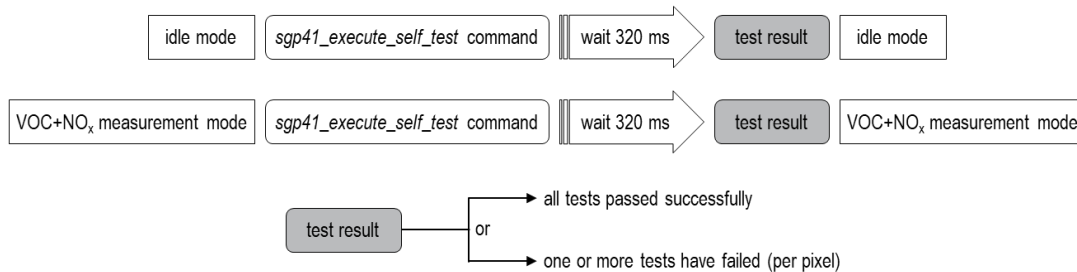 idle mode sgp41_execute_self_test command wait 320 ms test result idle mode
VOC+NOx measurement mode sgp41_execute_self_test command wait 320 ms test result VOC+NOx measurement mode
all tests passed successfully
test result or
one or more tests have failed (per pixel)